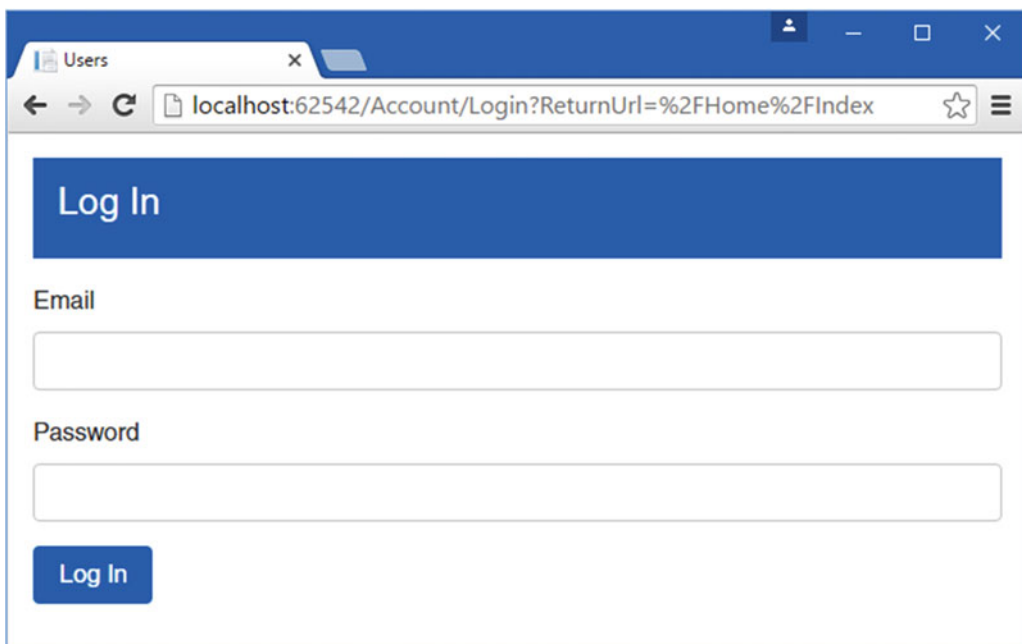 Users
localhost:62542/Account/Login?ReturnUrl=%2FHome%2FIndex
Log In
Email
Password
Log In